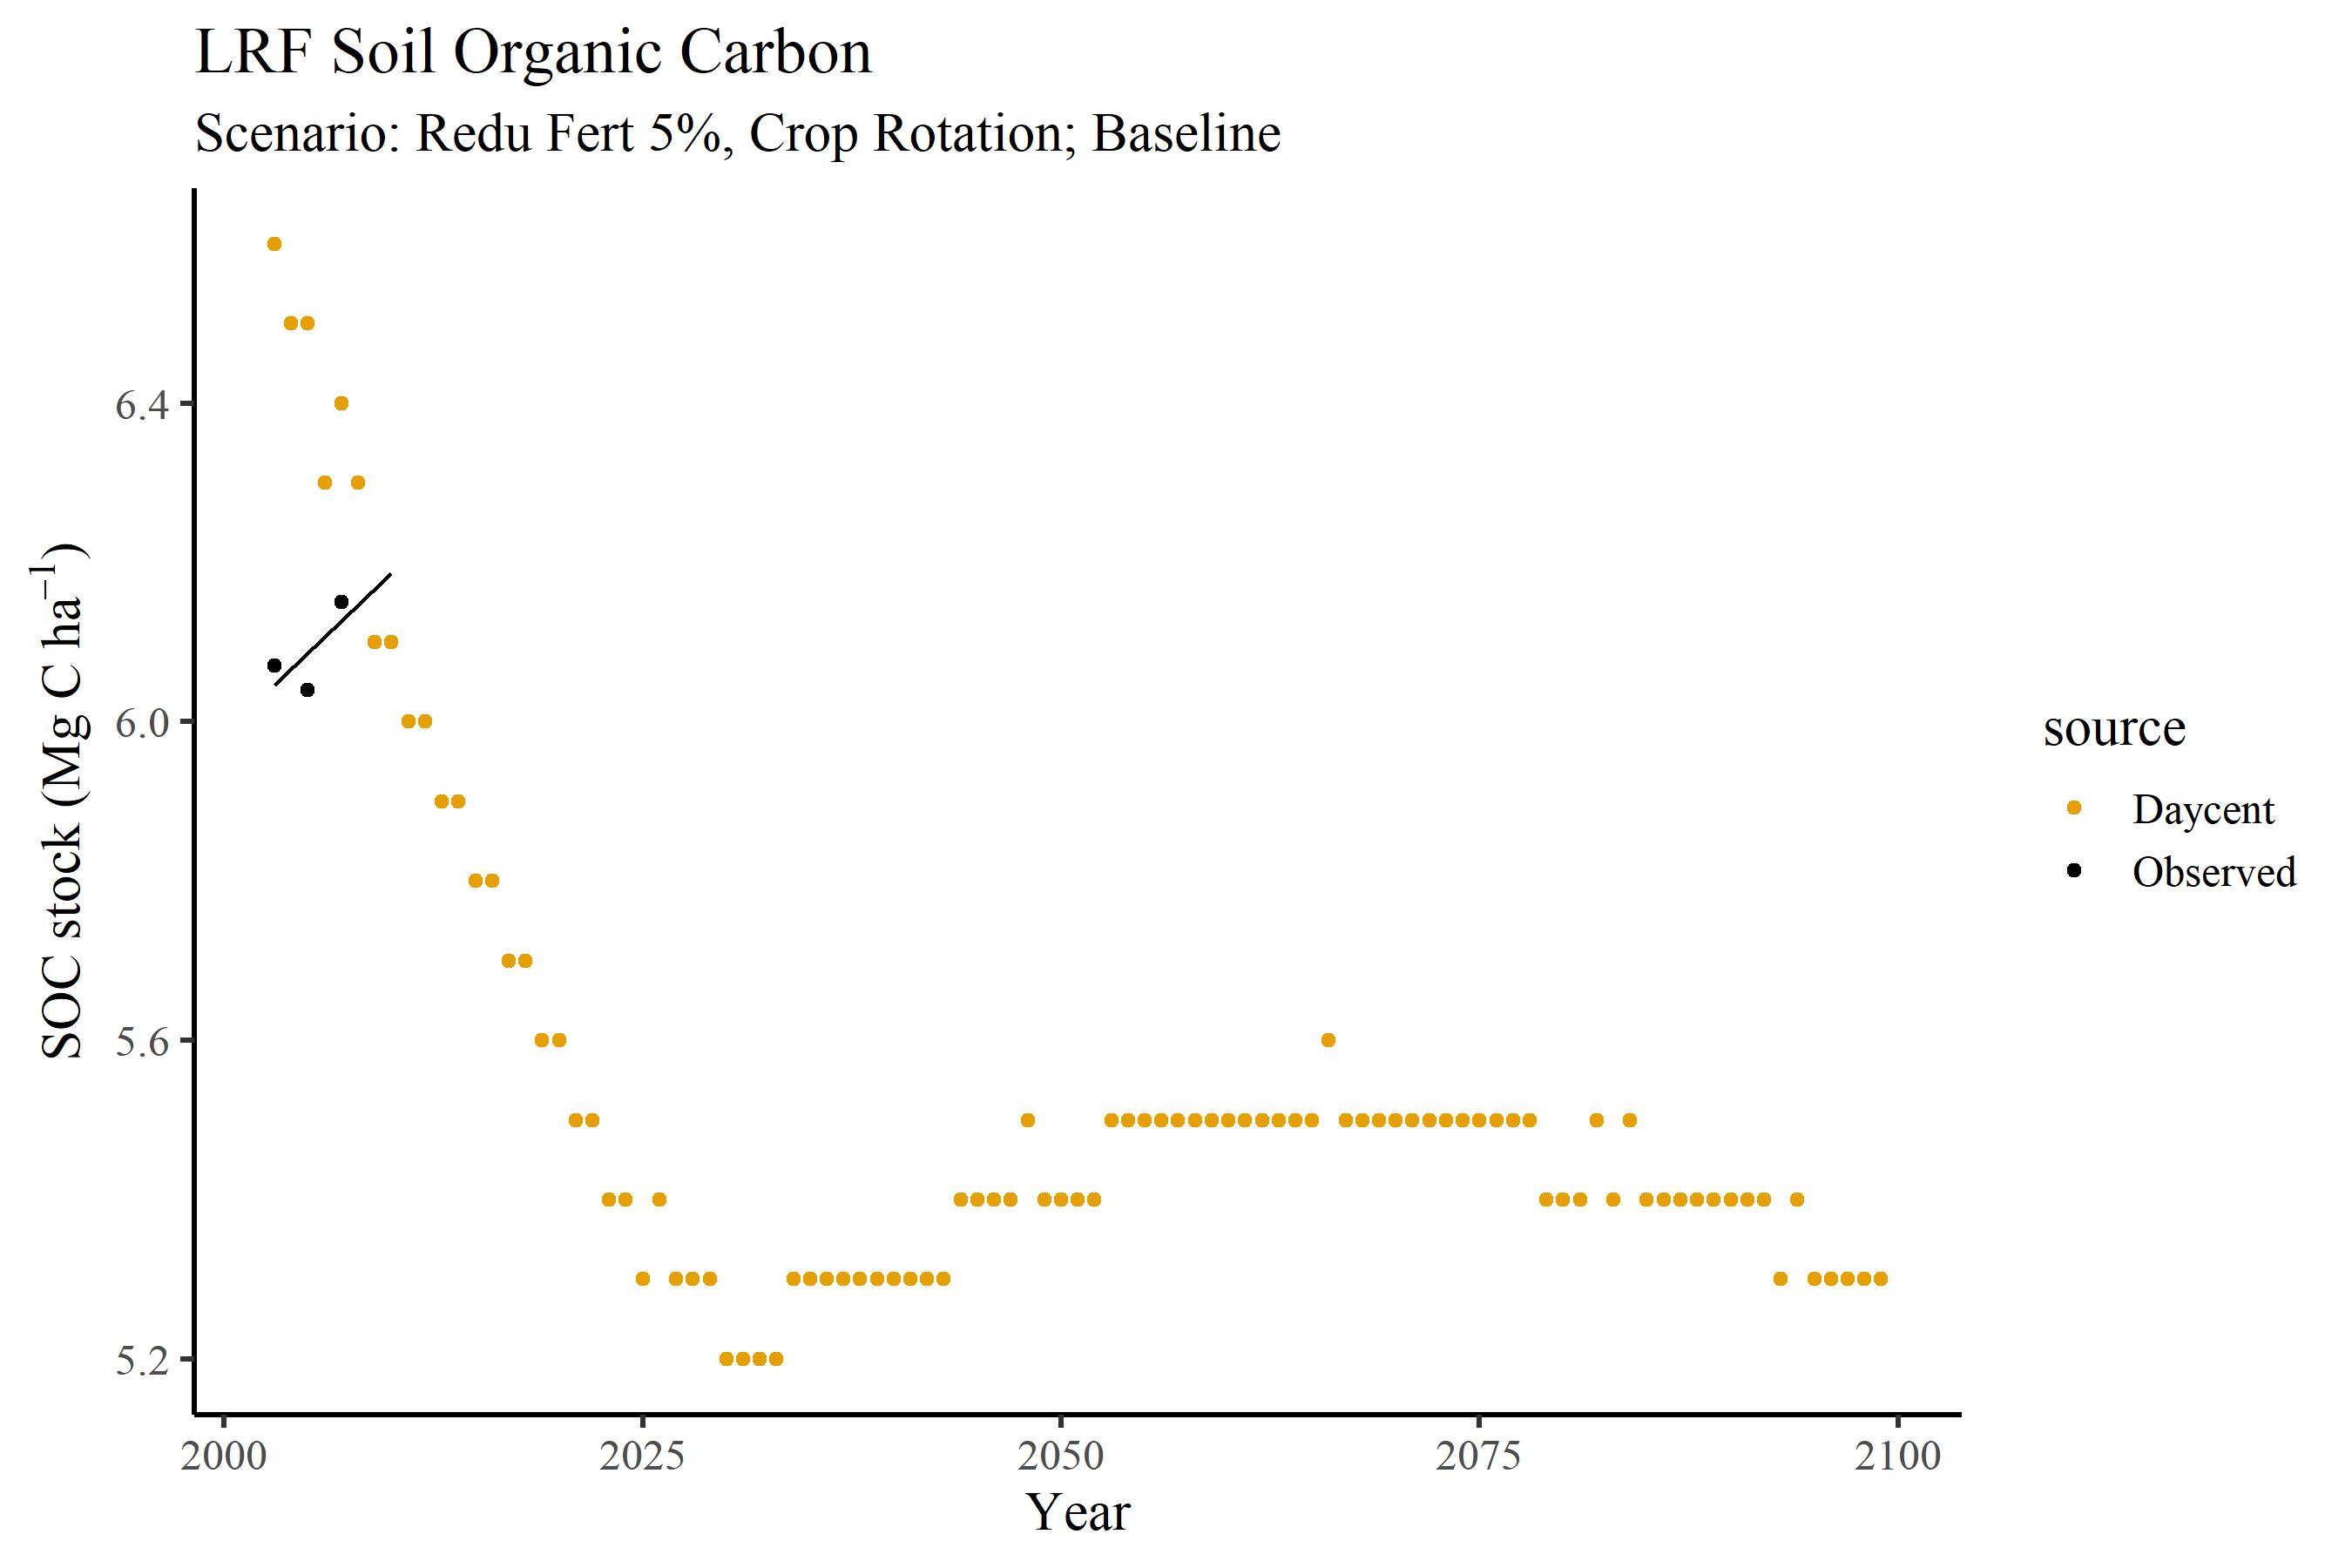 LRF Soil Organic Carbon
Scenario: Redu Fert 5%, Crop Rotation; Baseline
SOC stock (Mg C ha⁻¹)
6.4
6.0
5.6
5.2
2000 2025 2050 2075 2100
Year
source
Daycent
Observed